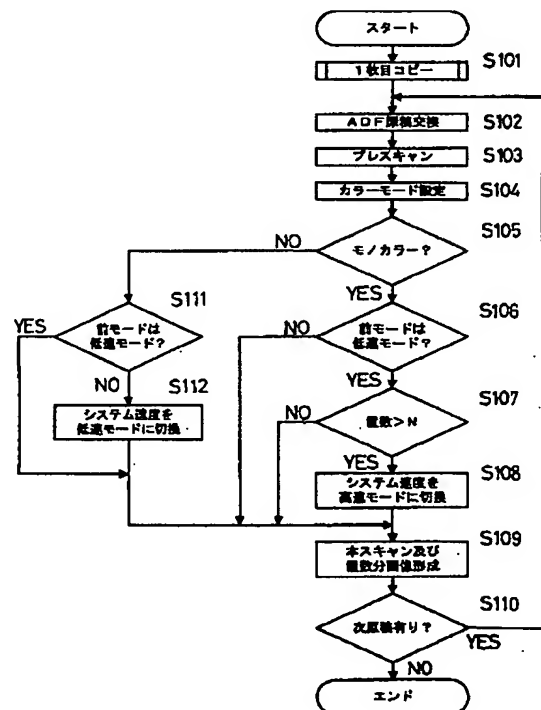 スタート
1枚目コピー
S101
ADF原稿交換
S102
プレスキャン
S103
カラーモード設定
S104
モノカラー?
S105
NO
YES
前モードは
低速モード?
S111
YES
NO
前モードは
低速モード?
S106
NO
YES
システム速度を
低速モードに切換
S112
置数>N
S107
NO
YES
システム速度を
高速モードに切換
S108
本スキャン及び
置数分画像形成
S109
次原稿有り?
S110
YES
NO
エンド